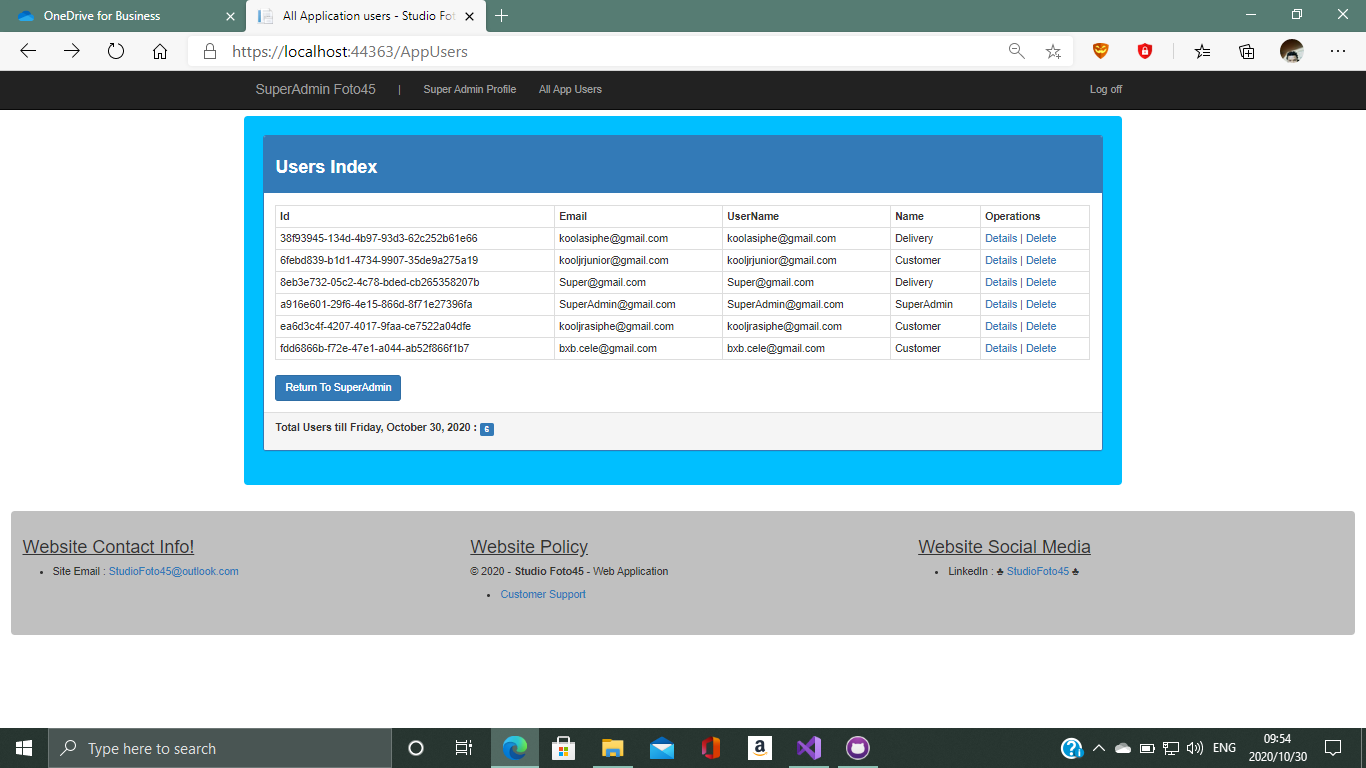 OneDrive for Business
All Application users - Studio Fot
https://localhost:44363/AppUsers
SuperAdmin Foto45 | Super Admin Profile All App Users Log off
Users Index
Id Email UserName Name Operations
38f93945-134d-4b97-93d3-62c252b61e66 koolasiphe@gmail.com koolasiphe@gmail.com Delivery Details | Delete
6febd839-b1d1-4734-9907-35de9a275a19 kooljrjunior@gmail.com kooljrjunior@gmail.com Customer Details | Delete
8eb3e732-05c2-4c78-bded-cb265358207b Super@gmail.com Super@gmail.com Delivery Details | Delete
a916e601-29f6-4e15-866d-8f71e27396fa SuperAdmin@gmail.com SuperAdmin@gmail.com SuperAdmin Details | Delete
ea6d3c4f-4207-4017-9faa-ce7522a04dfe kooljrasiphe@gmail.com kooljrasiphe@gmail.com Customer Details | Delete
fdd6866b-f72e-47e1-a044-ab52f866f1b7 bxb.cele@gmail.com bxb.cele@gmail.com Customer Details | Delete
Return To SuperAdmin
Total Users till Friday, October 30, 2020 : 6
Website Contact Info!
• Site Email : StudioFoto45@outlook.com
Website Policy
© 2020 - Studio Foto45 - Web Application
• Customer Support
Website Social Media
• LinkedIn : ♣ StudioFoto45 ♣
Type here to search
ENG
09:54
2020/10/30